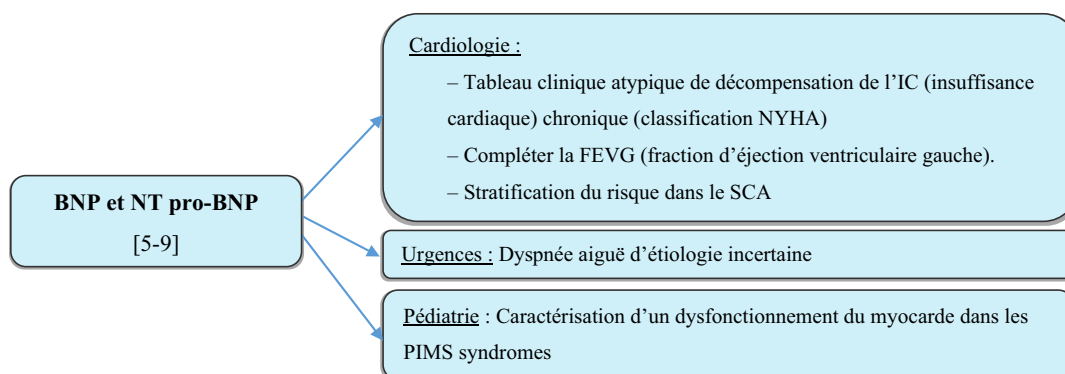 Cardiologie :
– Tableau clinique atypique de décompensation de l’IC (insuffisance
cardiaque) chronique (classification NYHA)
– Compléter la FEVG (fraction d’éjection ventriculaire gauche).
– Stratification du risque dans le SCA
BNP et NT pro-BNP
[5-9]
Urgences : Dyspnée aiguë d’étiologie incertaine
Pédiatrie : Caractérisation d’un dysfonctionnement du myocarde dans les
PIMS syndromes